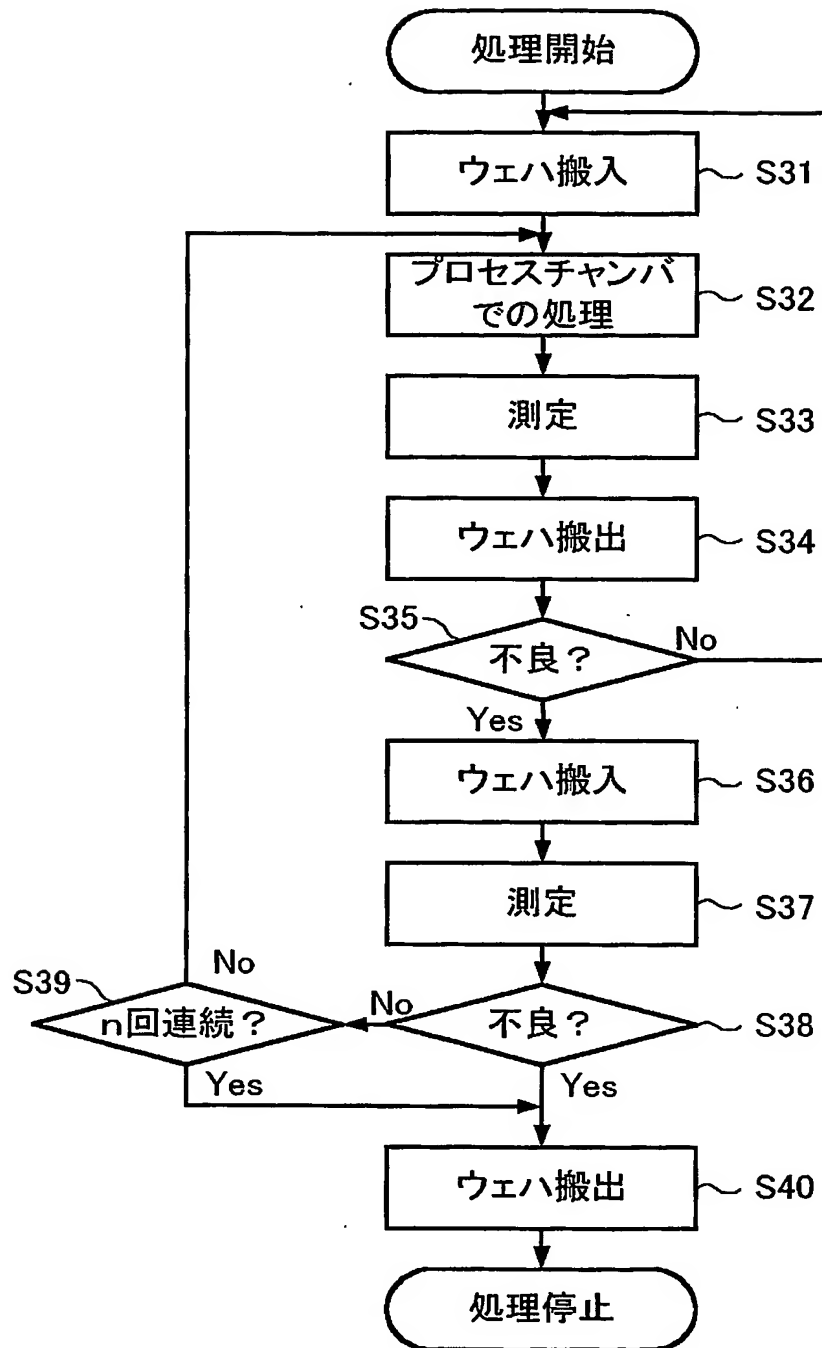 処理開始
ウェハ搬入
S31
プロセスチャンバ
での処理
S32
測定
S33
ウェハ搬出
S34
S35
不良？
No
Yes
ウェハ搬入
S36
測定
S37
S39
No
n回連続？
No
不良？
S38
Yes
Yes
ウェハ搬出
S40
処理停止